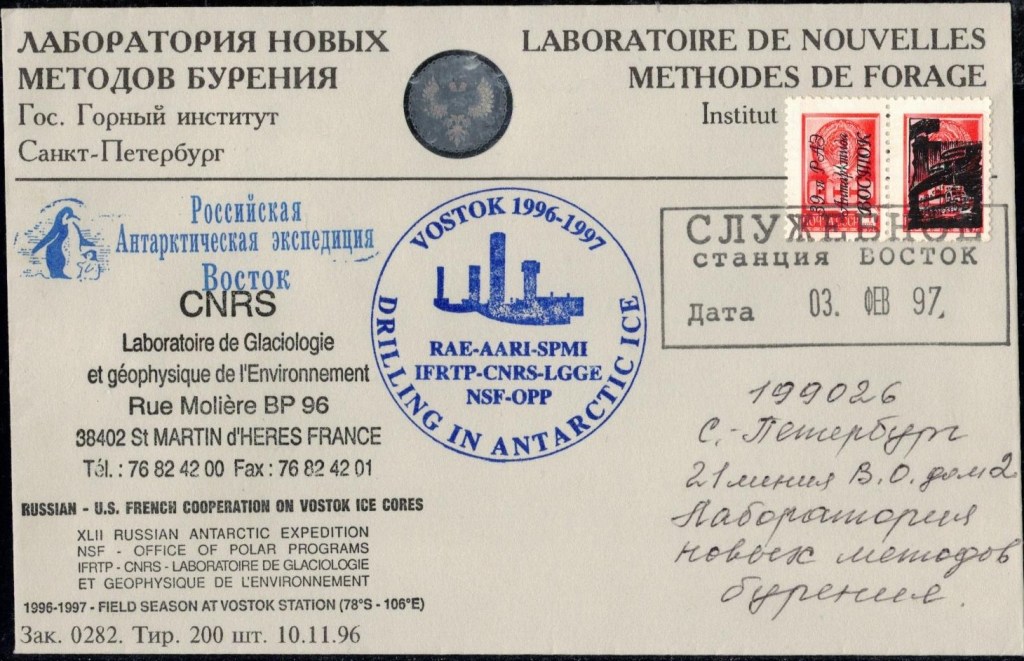 ЛАБОРАТОРИЯ НОВЫХ
МЕТОДОВ БУРЕНИЯ
Гос. Горный институт
Санкт-Петербург
LABORATOIRE DE NOUVELLES
METHODES DE FORAGE
Institut
39-я РАЭ
Антарктика
ВОСТОК
ПОЧТА
СЛУЖЕБНОЕ
станция ВОСТОК
Дата 03. ФЕВ 97.
Российская
Антарктическая экспедиция
Восток
CNRS
Laboratoire de Glaciologie
et géophysique de l'Environnement
Rue Molière BP 96
38402 St MARTIN d'HERES FRANCE
Tél. : 76 82 42 00 Fax : 76 82 42 01
VOSTOK 1996-1997
RAE-AARI-SPMI
IFRTP-CNRS-LGGE
NSF-OPP
DRILLING IN ANTARCTIC ICE
RUSSIAN - U.S. FRENCH COOPERATION ON VOSTOK ICE CORES
XLII RUSSIAN ANTARCTIC EXPEDITION
NSF - OFFICE OF POLAR PROGRAMS
IFRTP - CNRS - LABORATOIRE DE GLACIOLOGIE
ET GEOPHYSIQUE DE L'ENVIRONNEMENT
1996-1997 - FIELD SEASON AT VOSTOK STATION (78°S - 106°E)
Зак. 0282. Тир. 200 шт. 10.11.96
199026
С.-Петербург
21 линия В.О. дом 2
Лаборатория
новых методов
бурения.